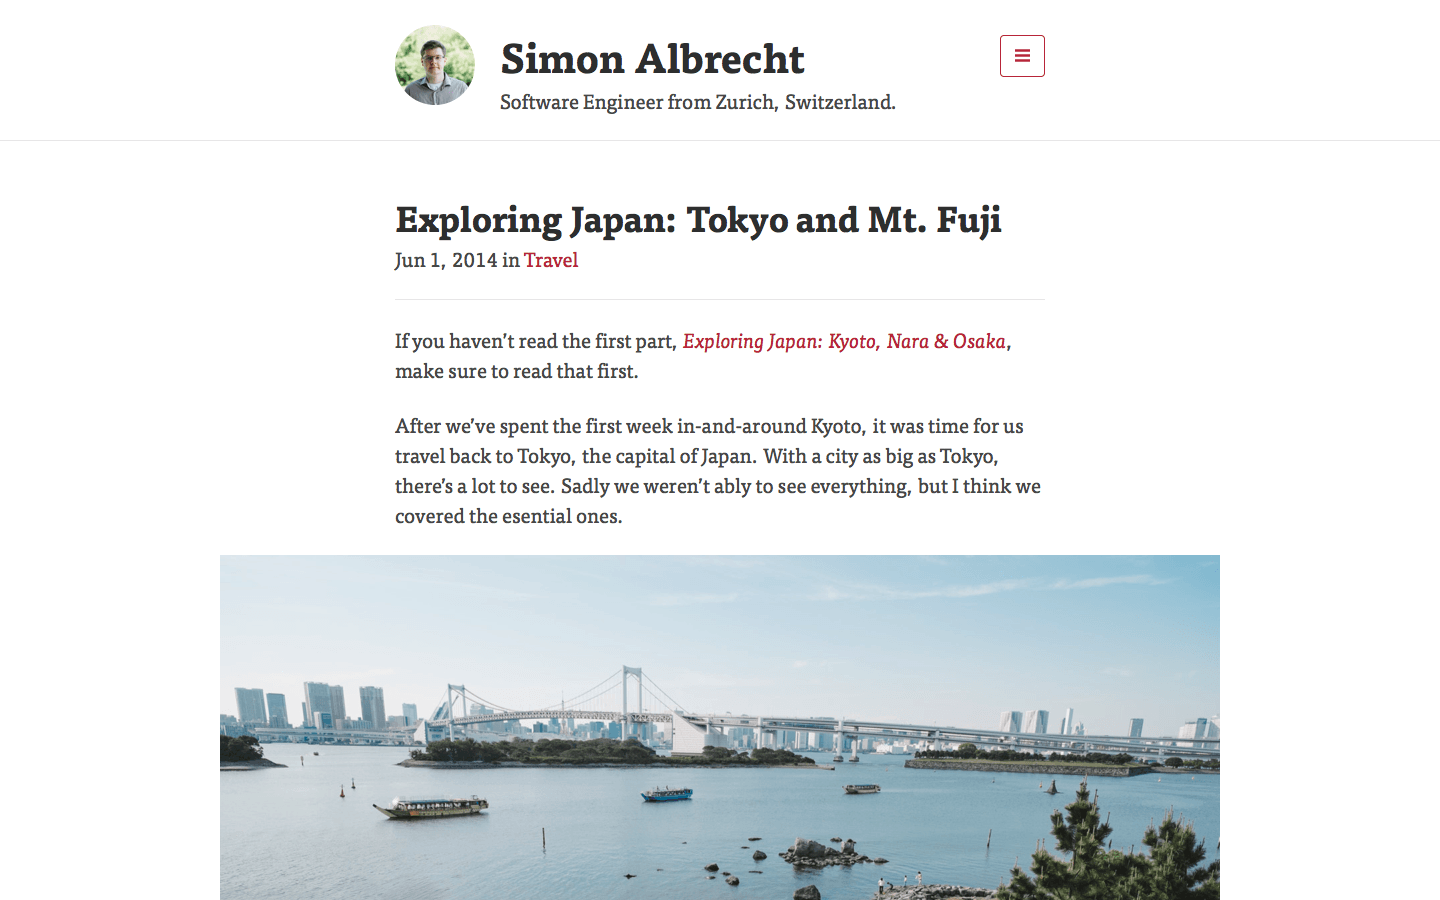 Simon Albrecht
Software Engineer from Zurich, Switzerland.
Exploring Japan: Tokyo and Mt. Fuji
Jun 1, 2014 in Travel
If you haven’t read the first part, Exploring Japan: Kyoto, Nara & Osaka,
make sure to read that first.
After we’ve spent the first week in-and-around Kyoto, it was time for us
travel back to Tokyo, the capital of Japan. With a city as big as Tokyo,
there’s a lot to see. Sadly we weren’t ably to see everything, but I think we
covered the esential ones.